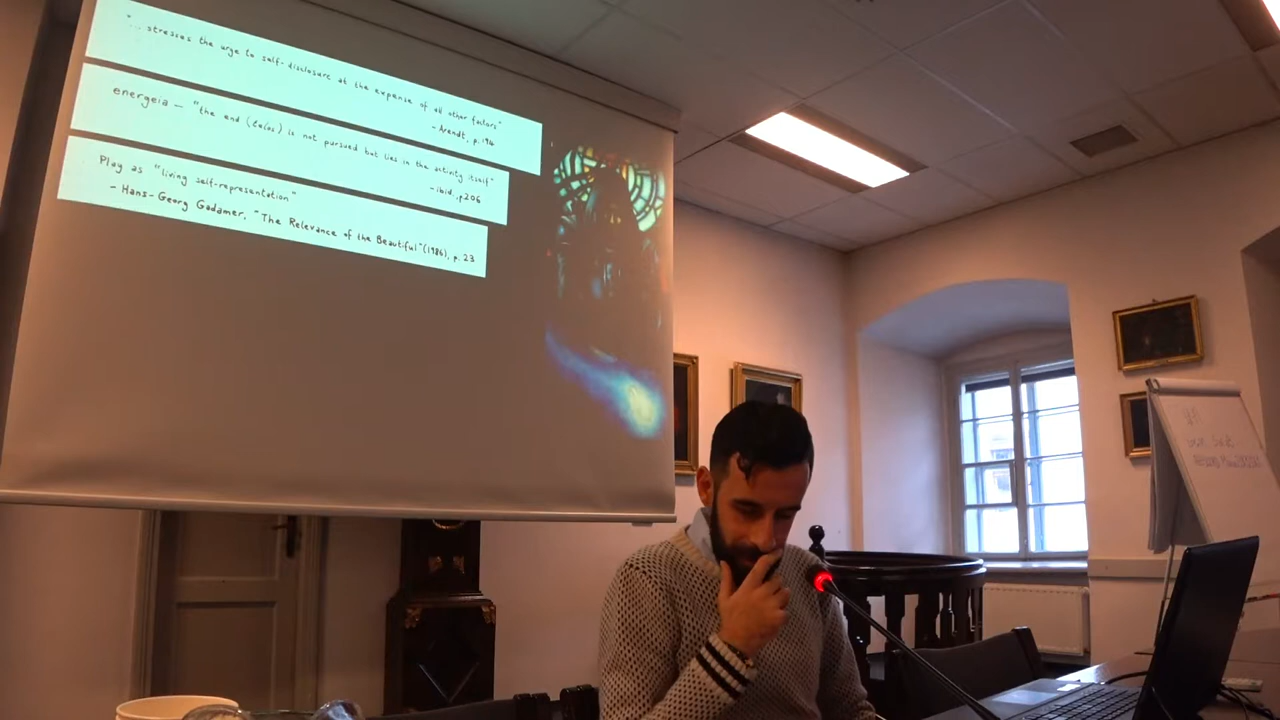 "... stresses the urge to self-disclosure at the expense of all other factors"
- Arendt, p.194
energeia - "the end (telos) is not pursued but lies in the activity itself"
- ibid., p206
Play as "living self-representation"
- Hans-Georg Gadamer, "The Relevance of the Beautiful" (1986), p. 23